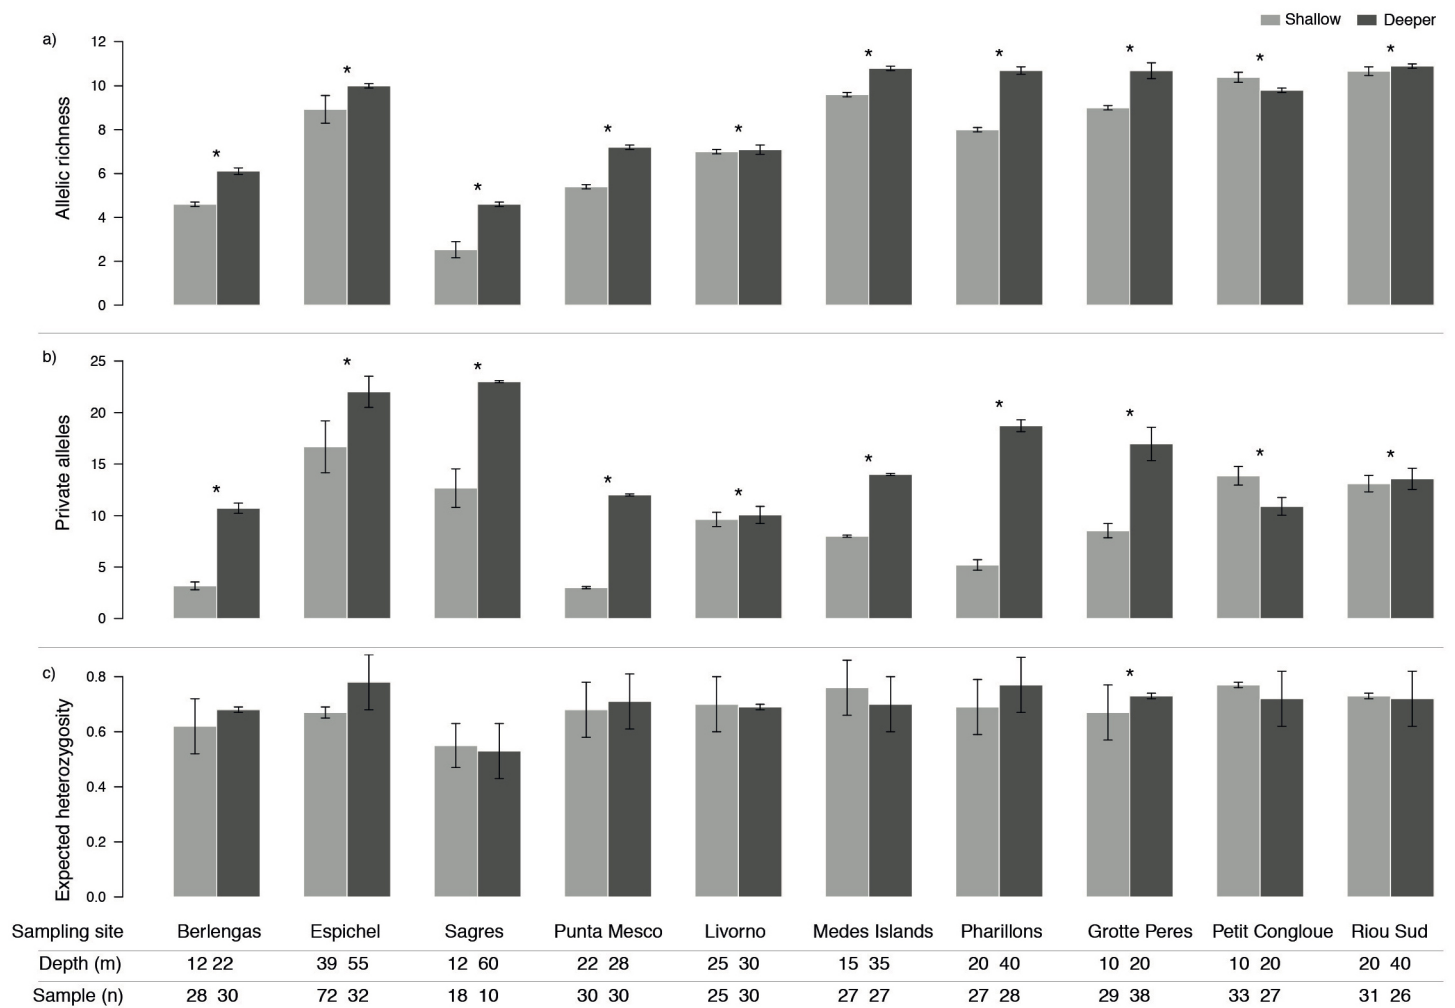 Shallow Deeper
a)
Allelic richness
12
10
8
6
4
2
0
* * * * * * * * * *
b)
Private alleles
25
20
15
10
5
0
* * * * * * * * * *
c)
Expected heterozygosity
0.8
0.6
0.4
0.2
0.0
*
Sampling site Berlengas Espichel Sagres Punta Mesco Livorno Medes Islands Pharillons Grotte Peres Petit Congloue Riou Sud
Depth (m) 12 22 39 55 12 60 22 28 25 30 15 35 20 40 10 20 10 20 20 40
Sample (n) 28 30 72 32 18 10 30 30 25 30 27 27 27 28 29 38 33 27 31 26